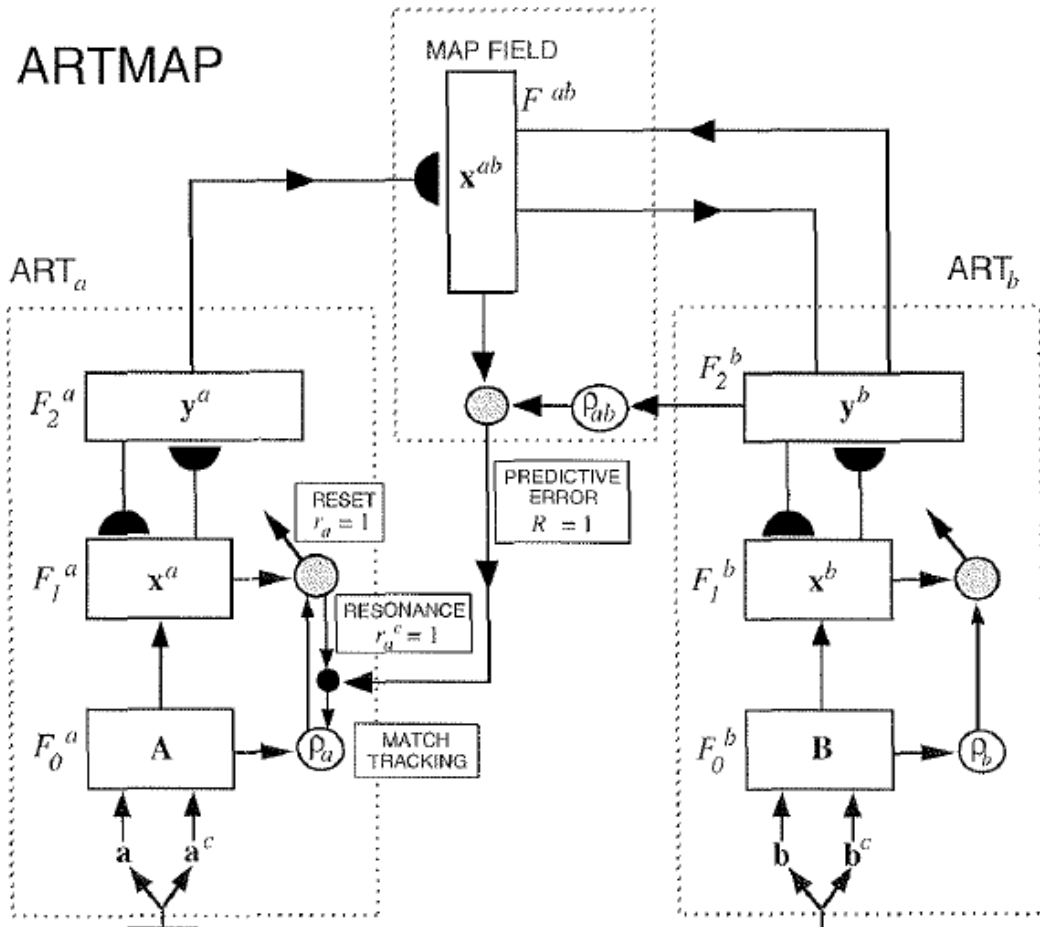 ARTMAP
MAP FIELD
F^ab
x^ab
ART_a
ART_b
F_2^a
y^a
ρ_ab
F_2^b
y^b
RESET
r_a = 1
PREDICTIVE
ERROR
R = 1
F_1^a
x^a
RESONANCE
r_a^c = 1
F_1^b
x^b
F_0^a
A
ρ_a
MATCH
TRACKING
F_0^b
B
ρ_b
a
a^c
b
b^c